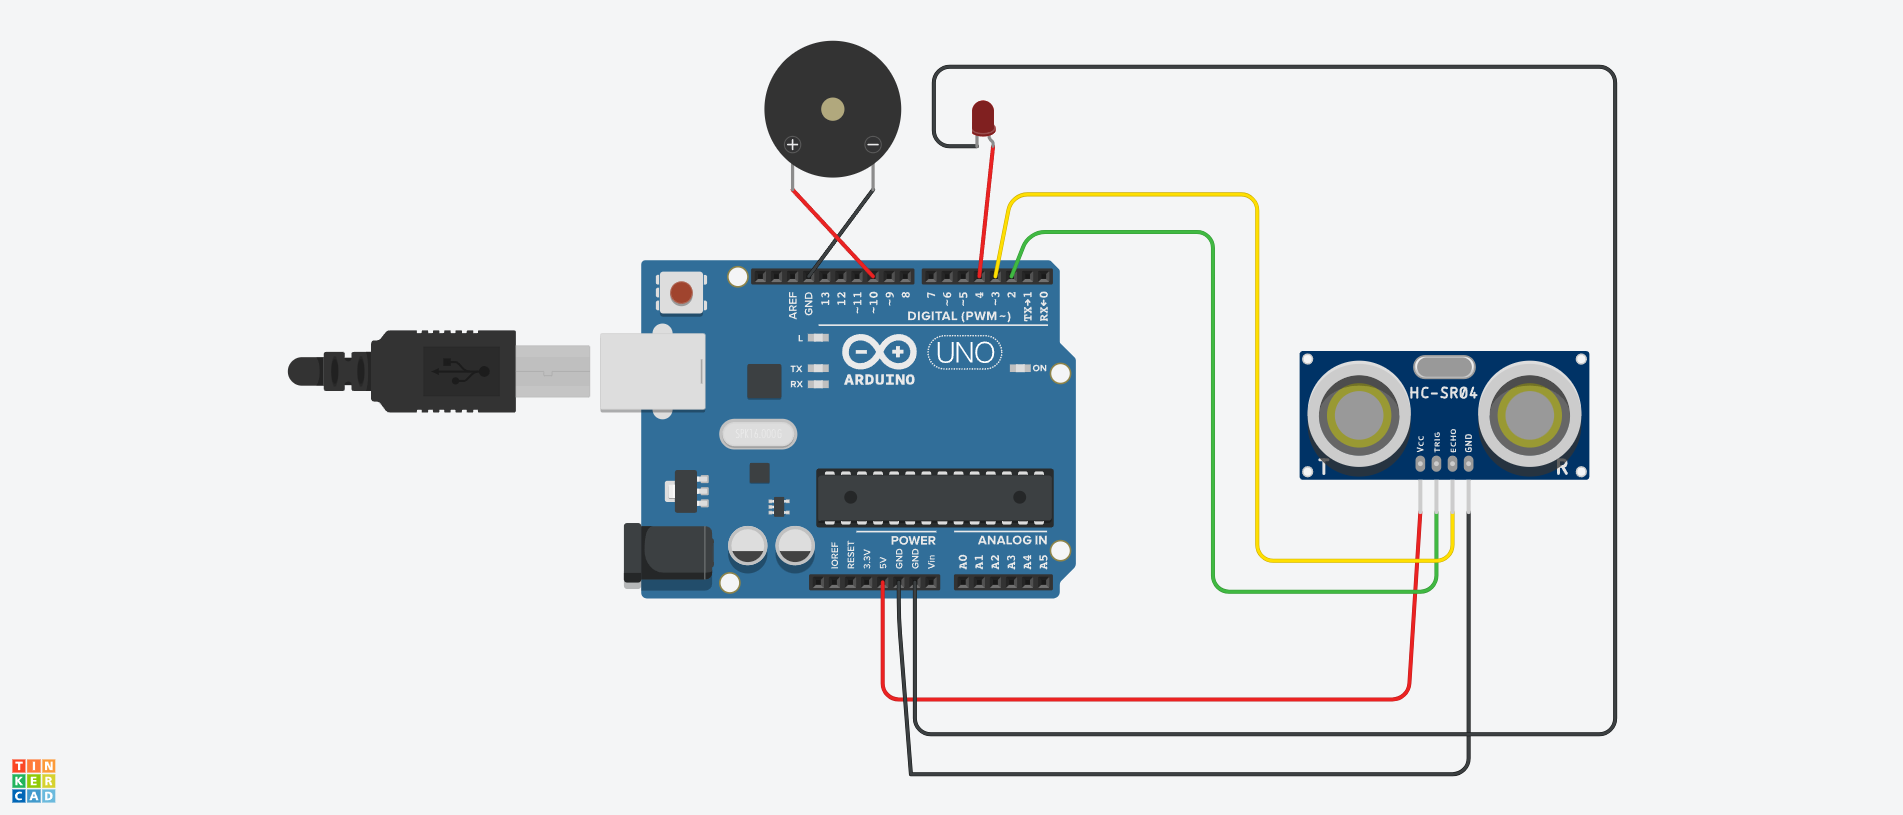 AREF
GND
13
12
~11
~10
~9
8
7
~6
~5
4
~3
2
TX→1
RX←0
DIGITAL (PWM~)
L
TX
RX
ARDUINO
UNO
ON
HC-SR04
VCC
TRIG
ECHO
GND
T
R
POWER
ANALOG IN
IOREF
RESET
3.3V
5V
GND
GND
Vin
A0
A1
A2
A3
A4
A5
TIN
KER
CAD